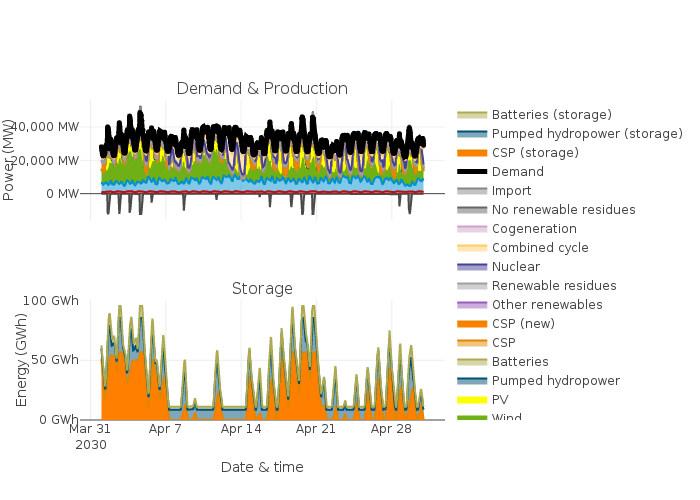 Demand & Production
Power (MW)
40,000 MW
20,000 MW
0 MW
Storage
Energy (GWh)
100 GWh
50 GWh
0 GWh
Mar 31
2030
Apr 7
Apr 14
Apr 21
Apr 28
Date & time
Batteries (storage)
Pumped hydropower (storage)
CSP (storage)
Demand
Import
No renewable residues
Cogeneration
Combined cycle
Nuclear
Renewable residues
Other renewables
CSP (new)
CSP
Batteries
Pumped hydropower
PV
Wind